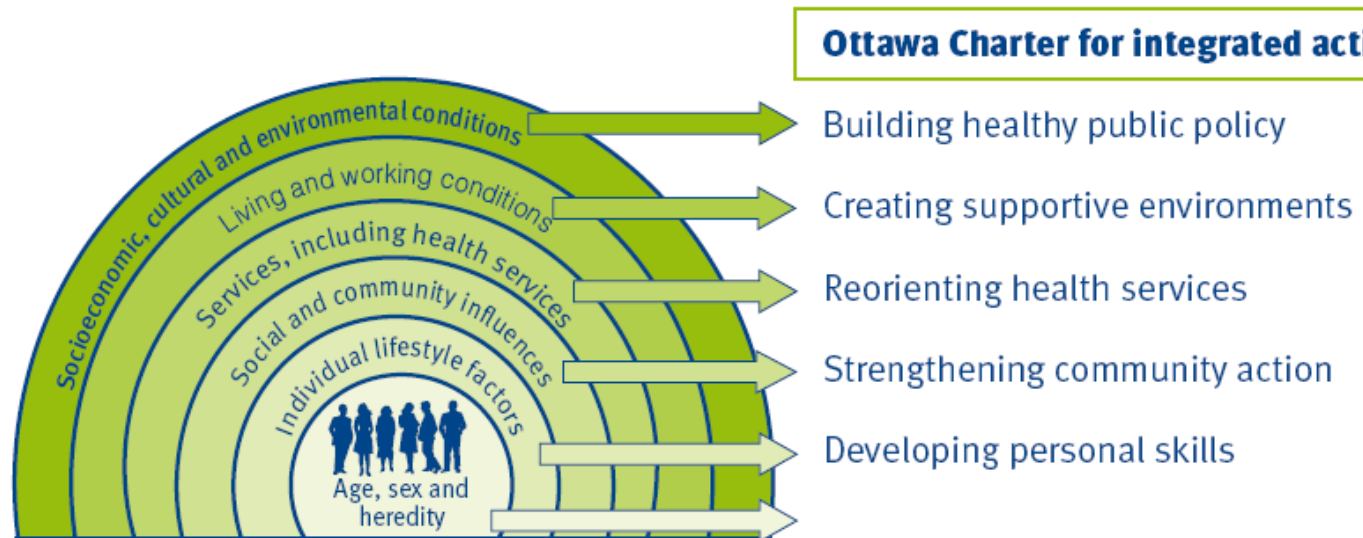 Ottawa Charter for integrated acti
Socioeconomic, cultural and environmental conditions
Building healthy public policy
Living and working conditions
Creating supportive environments
Services, including health services
Reorienting health services
Social and community influences
Strengthening community action
Individual lifestyle factors
Developing personal skills
Age, sex and
heredity